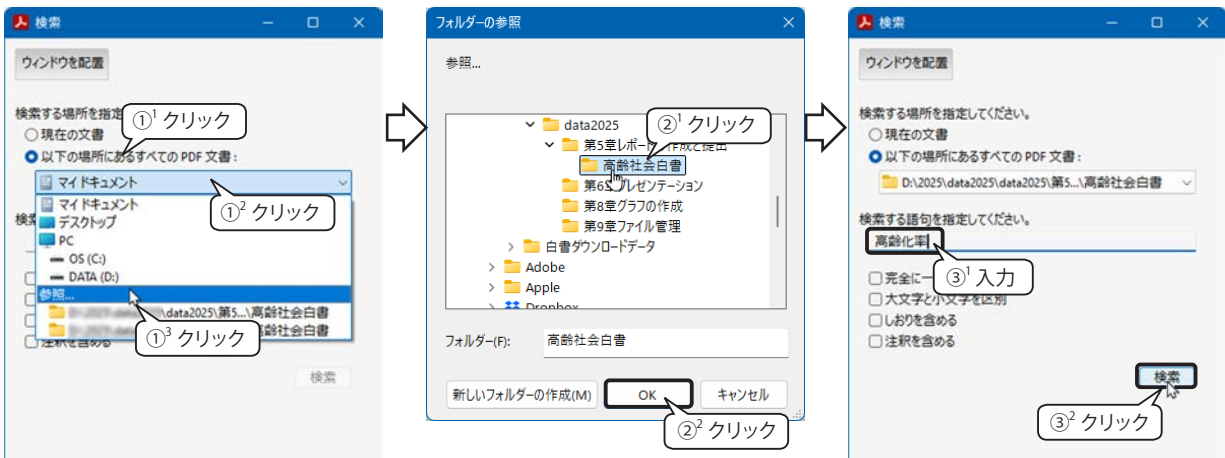 検索
ウィンドウを配置
検索する場所を指定
①¹ クリック
現在の文書
以下の場所にあるすべての PDF 文書:
マイドキュメント
①² クリック
マイドキュメント
デスクトップ
PC
OS (C:)
DATA (D:)
参照...
\data2025\第5...\高齢社会白書
①³ クリック
高齢社会白書
注釈を含める
検索
フォルダーの参照
参照...
data2025
②¹ クリック
第5章レポートの作成と提出
高齢社会白書
第6章プレゼンテーション
第8章グラフの作成
第9章ファイル管理
白書ダウンロードデータ
Adobe
Apple
Dropbox
フォルダー(F):
高齢社会白書
新しいフォルダーの作成(M)
OK
キャンセル
②² クリック
検索
ウィンドウを配置
検索する場所を指定してください。
現在の文書
以下の場所にあるすべての PDF 文書:
D:\2025\data2025\data2025\第5...\高齢社会白書
検索する語句を指定してください。
高齢化率
③¹ 入力
完全に一
大文字と小文字を区別
しおりを含める
注釈を含める
検索
③² クリック